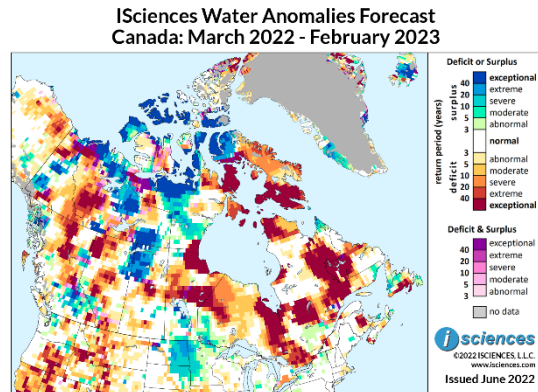 ISciences Water Anomalies Forecast
Canada: March 2022 - February 2023
Deficit or Surplus
return period (years)
surplus
40 exceptional
20 extreme
10 severe
5 moderate
3 abnormal
normal
deficit
3 abnormal
5 moderate
10 severe
20 extreme
40 exceptional
Deficit & Surplus
40 exceptional
20 extreme
10 severe
5 moderate
3 abnormal
no data
isciences
©2022 ISCIENCES, L.L.C.
www.isciences.com
Issued June 2022